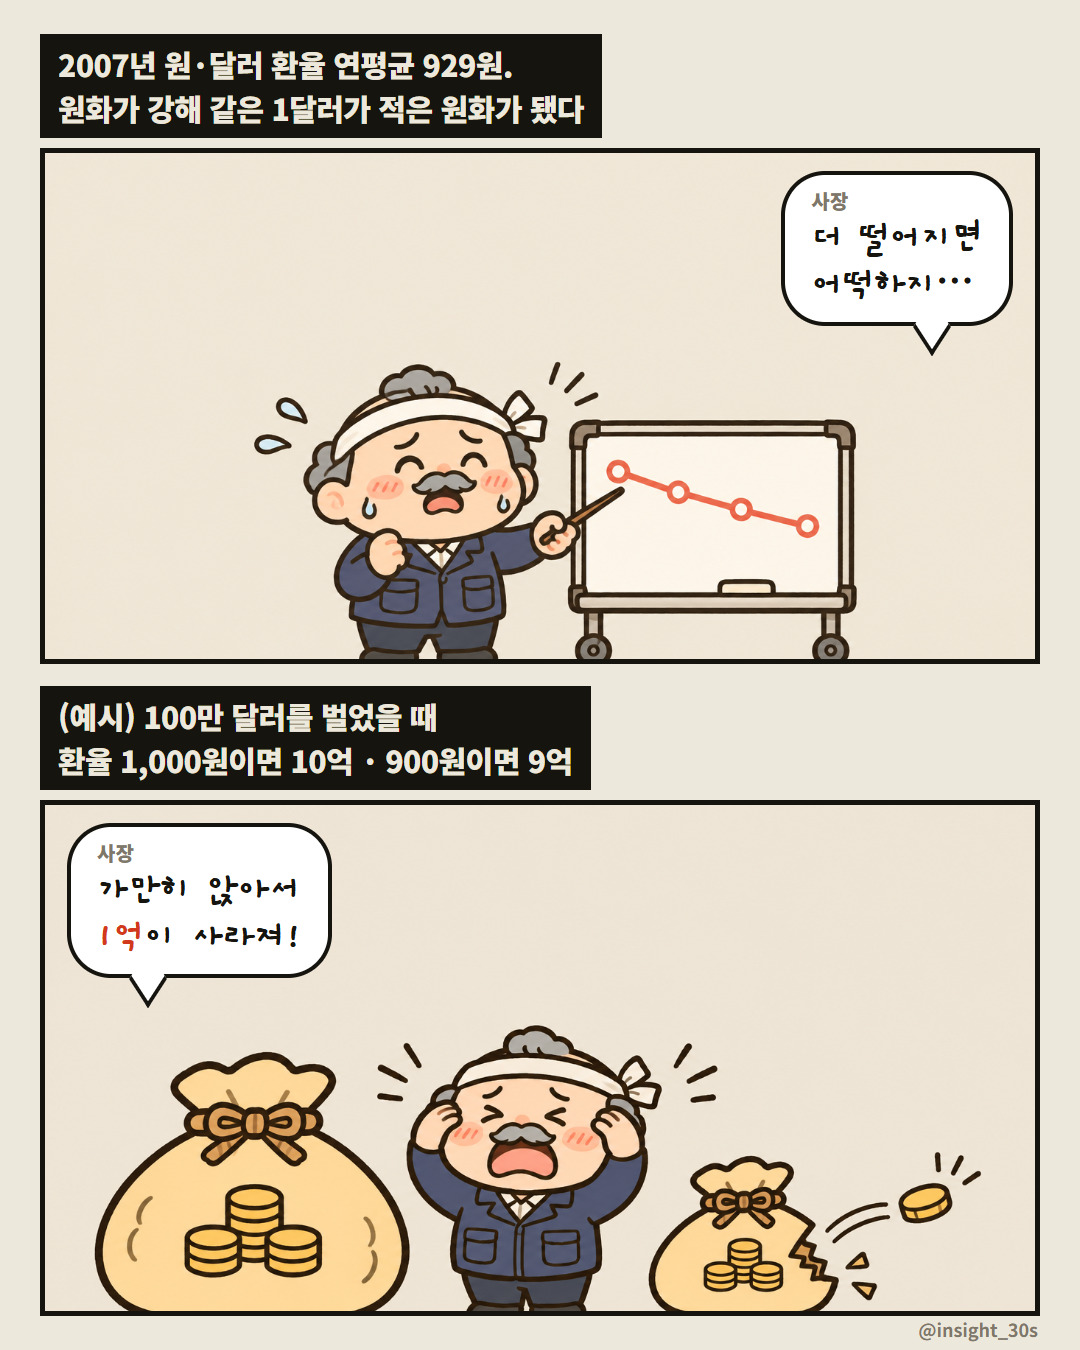 2007년 원·달러 환율 연평균 929원.
원화가 강해 같은 1달러가 적은 원화가 됐다
사장
더 떨어지면
어떡하지···
(예시) 100만 달러를 벌었을 때
환율 1,000원이면 10억 · 900원이면 9억
사장
가만히 앉아서
1억이 사라져!
@insight_30s